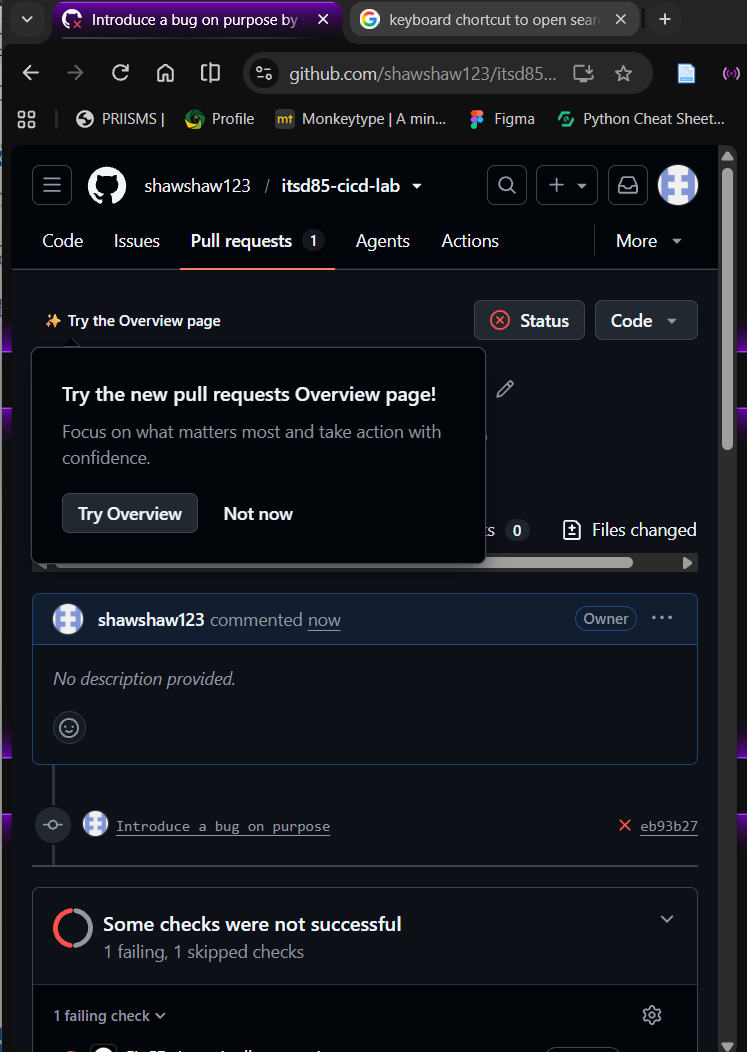 Introduce a bug on purpose by s
keyboard chortcut to open sear
github.com/shawshaw123/itsd85...
PRIISMS |
Profile
mt Monkeytype | A min...
Figma
Python Cheat Sheet...
shawshaw123 / itsd85-cicd-lab
Code Issues Pull requests 1 Agents Actions More
Try the Overview page
Status
Code
Try the new pull requests Overview page!
Focus on what matters most and take action with
confidence.
Try Overview Not now
0 Files changed
shawshaw123 commented now Owner
No description provided.
Introduce a bug on purpose eb93b27
Some checks were not successful
1 failing, 1 skipped checks
1 failing check